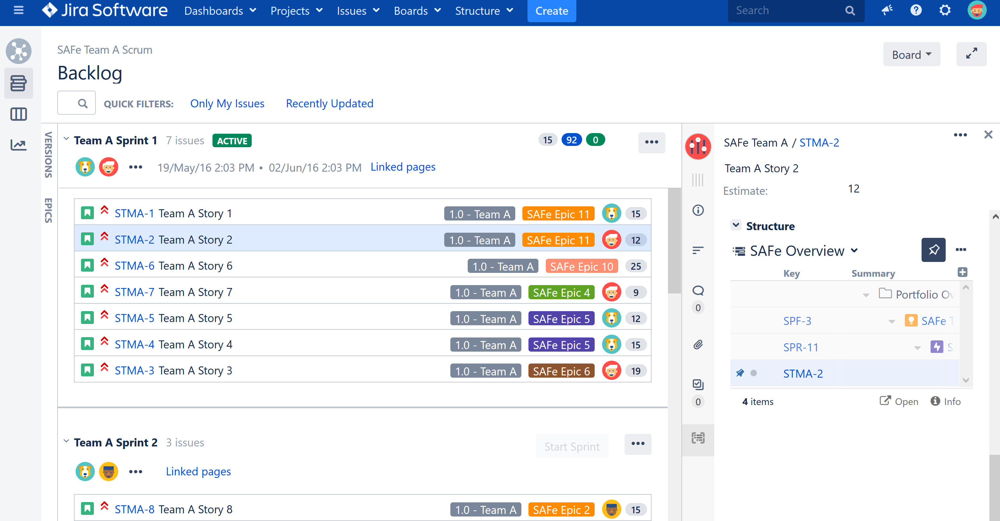 Jira Software Dashboards Projects Issues Boards Structure Create Search
SAFe Team A Scrum
Board
Backlog
QUICK FILTERS: Only My Issues Recently Updated
VERSIONS
EPICS
Team A Sprint 1 7 issues ACTIVE 15 92 0
19/May/16 2:03 PM • 02/Jun/16 2:03 PM Linked pages
STMA-1 Team A Story 1 1.0 - Team A SAFe Epic 11 15
STMA-2 Team A Story 2 1.0 - Team A SAFe Epic 11 12
STMA-6 Team A Story 6 1.0 - Team A SAFe Epic 10 25
STMA-7 Team A Story 7 1.0 - Team A SAFe Epic 4 9
STMA-5 Team A Story 5 1.0 - Team A SAFe Epic 5 12
STMA-4 Team A Story 4 1.0 - Team A SAFe Epic 5 15
STMA-3 Team A Story 3 1.0 - Team A SAFe Epic 6 19
Team A Sprint 2 3 issues Start Sprint
Linked pages
STMA-8 Team A Story 8 1.0 - Team A SAFe Epic 2 15
0
0
SAFe Team A / STMA-2
Team A Story 2
Estimate: 12
Structure
SAFe Overview
Key Summary
Portfolio Ov
SPF-3 SAFe T
SPR-11 S
STMA-2
4 items Open Info